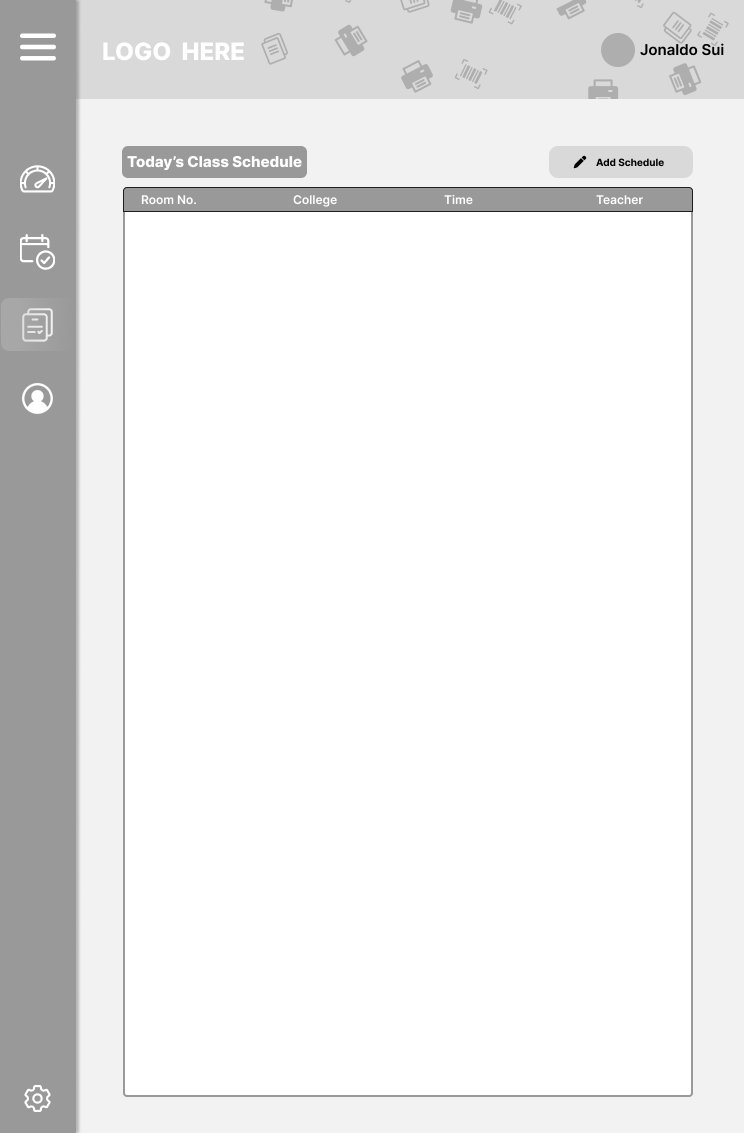 LOGO HERE
Jonaldo Sui
Today's Class Schedule
Add Schedule
Room No. College Time Teacher